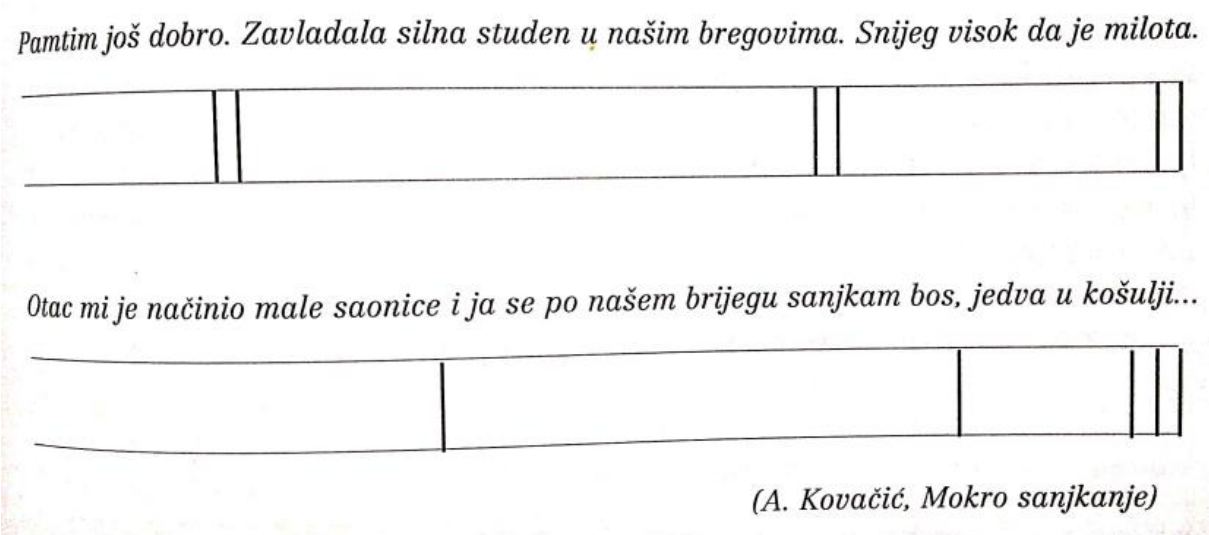 Pamtim još dobro. Zavladala silna studen u našim bregovima. Snijeg visok da je milota.
Otac mi je načinio male saonice i ja se po našem brijegu sanjkam bos, jedva u košulji...
(A. Kovačić, Mokro sanjkanje)